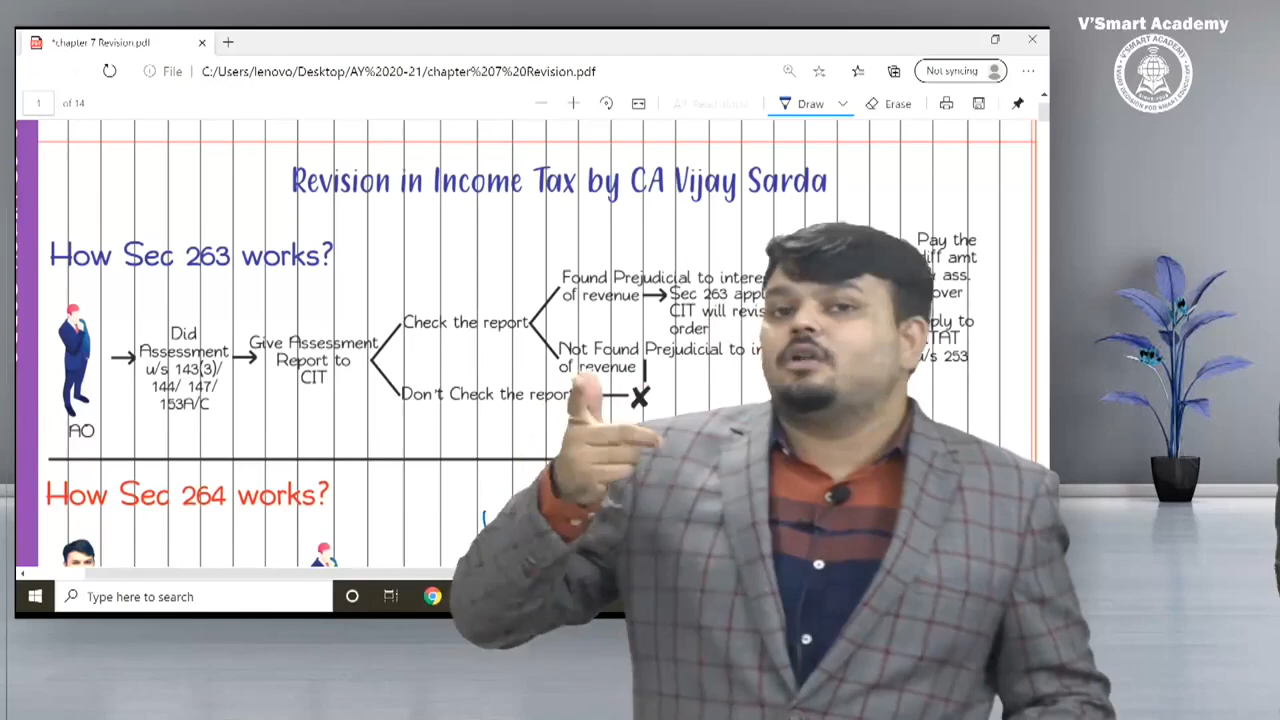 V'Smart Academy
*chapter 7 Revision.pdf
File
C:/Users/lenovo/Desktop/AY%2020-21/chapter%207%20Revision.pdf
Not syncing
1 of 14
Draw
Erase
Revision in Income Tax by CA Vijay Sarda
How Sec 263 works?
AO
Did
Assessment
u/s 143(3)/
144/ 147/
153A/C
Give Assessment
Report to
CIT
Check the report
Don't Check the report
Found Prejudicial to
of revenue
Sec 263
CIT will
order
Not Found Prejudicial to
of revenue
Pay the
amt
ass.
to
u/s 253
How Sec 264 works?
Type here to search